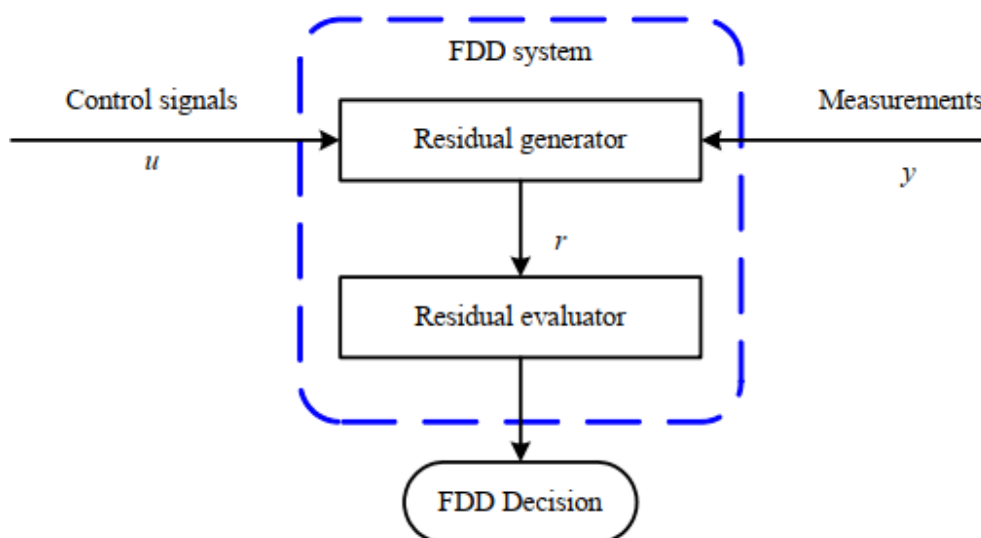 FDD system
Control signals
Measurements
Residual generator
u
y
r
Residual evaluator
FDD Decision